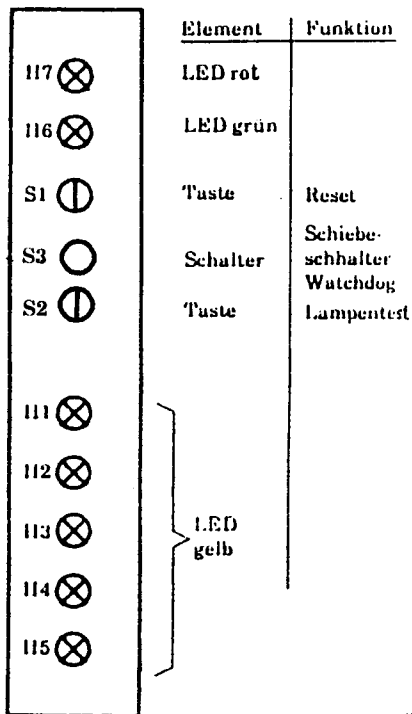 Element Funktion
H7 LED rot
H6 LED grün
S1 Taste Reset
S3 Schalter Schiebe-
schhalter
Watchdog
S2 Taste Lampentest
H1
H2
H3 LED
gelb
H4
H5